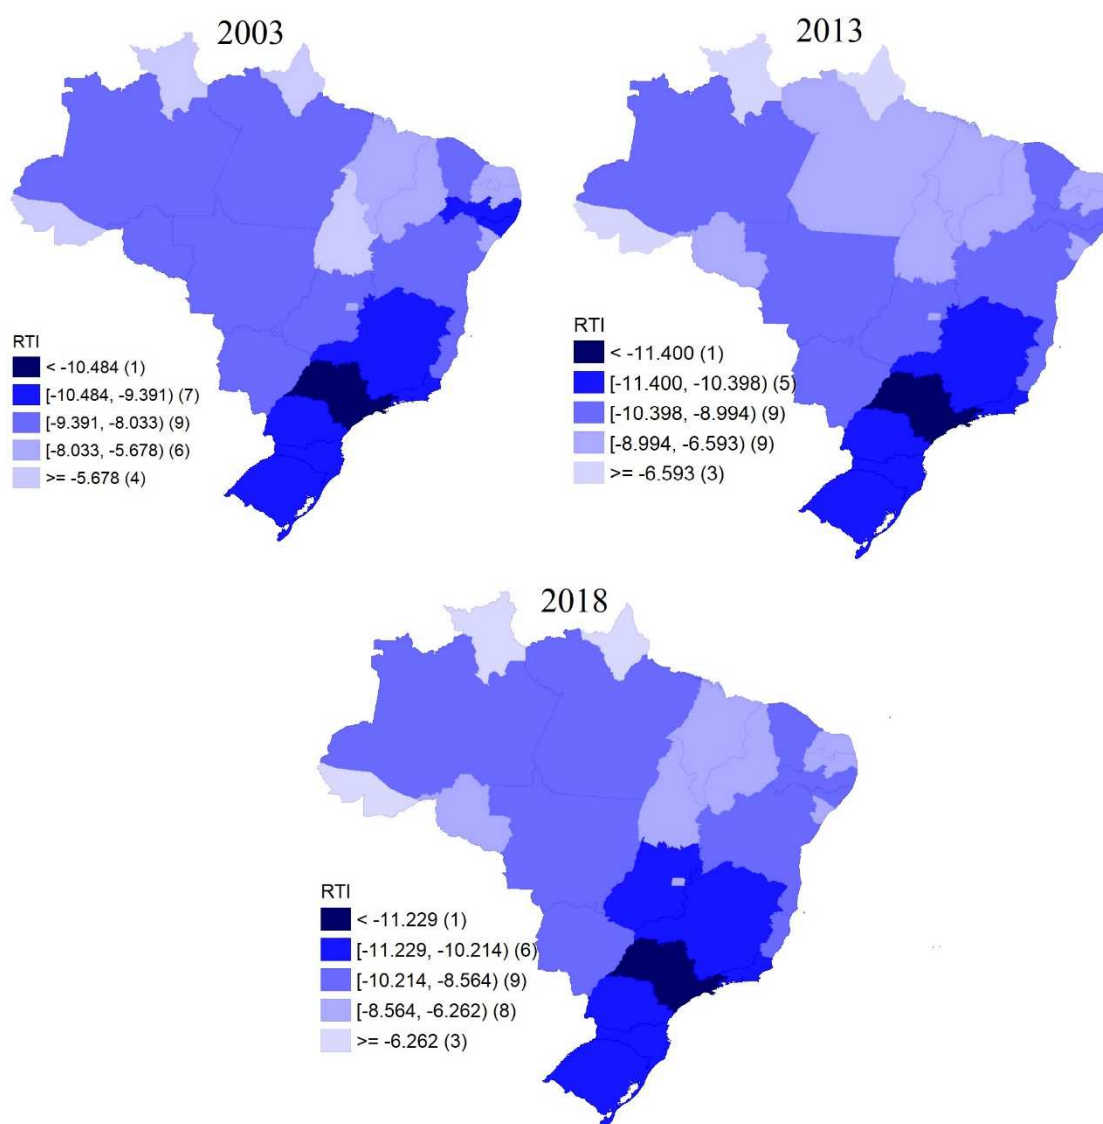 2003
RTI
< -10.484 (1)
[-10.484, -9.391) (7)
[-9.391, -8.033) (9)
[-8.033, -5.678) (6)
>= -5.678 (4)
2013
RTI
< -11.400 (1)
[-11.400, -10.398) (5)
[-10.398, -8.994) (9)
[-8.994, -6.593) (9)
>= -6.593 (3)
2018
RTI
< -11.229 (1)
[-11.229, -10.214) (6)
[-10.214, -8.564) (9)
[-8.564, -6.262) (8)
>= -6.262 (3)